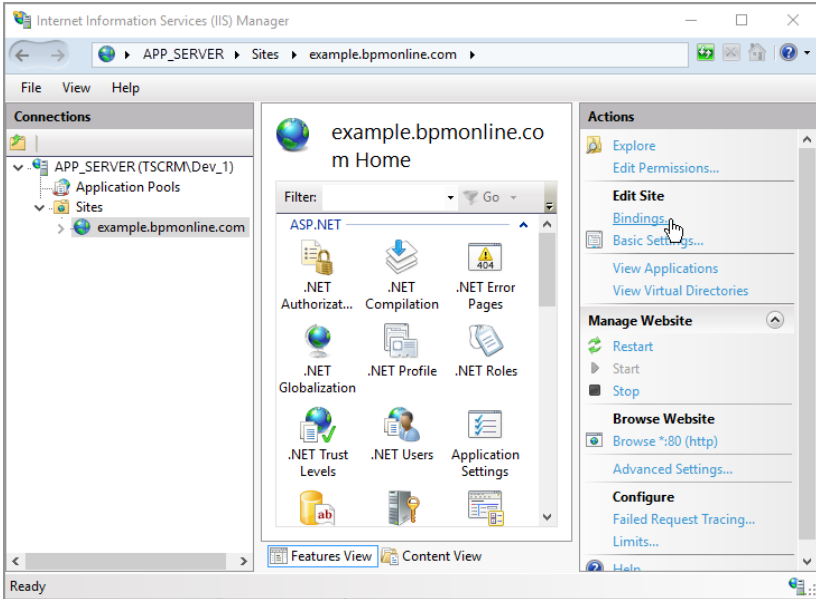 Internet Information Services (IIS) Manager
APP_SERVER Sites example.bpmonline.com
File View Help
Connections
APP_SERVER (TSCRM\Dev_1)
Application Pools
Sites
example.bpmonline.com
example.bpmonline.co
m Home
Filter: Go
ASP.NET
.NET
Authorizat...
.NET
Compilation
404
.NET Error
Pages
.NET
Globalization
.NET Profile
.NET Roles
.NET Trust
Levels
.NET Users
Application
Settings
ab
Features View
Content View
Actions
Explore
Edit Permissions...
Edit Site
Bindings...
Basic Settings...
View Applications
View Virtual Directories
Manage Website
Restart
Start
Stop
Browse Website
Browse *:80 (http)
Advanced Settings...
Configure
Failed Request Tracing...
Limits...
Help
Ready